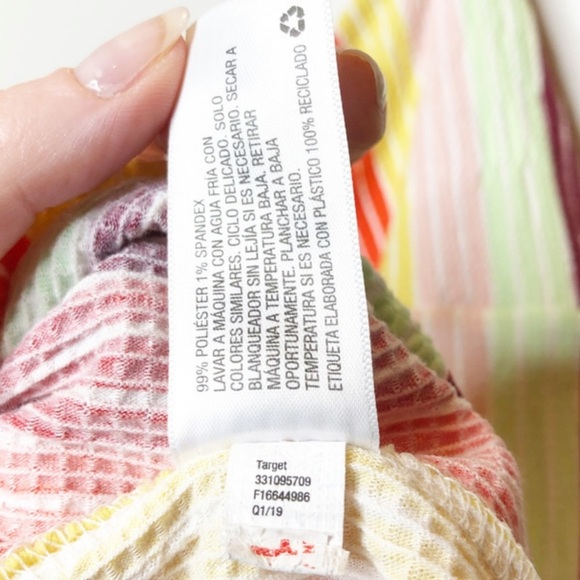 99% POLIÉSTER 1% SPANDEX
LAVAR A MÁQUINA CON AGUA FRIA CON
COLORES SIMILARES. CICLO DELICADO. SOLO
BLANQUEADOR SIN LEJÍA SI ES NECESARIO. SECAR A
MÁQUINA A TEMPERATURA BAJA. RETIRAR
OPORTUNAMENTE. PLANCHAR A BAJA
TEMPERATURA SI ES NECESARIO.
ETIQUETA ELABORADA CON PLÁSTICO 100% RECICLADO
Target
331095709
F16644986
Q1/19